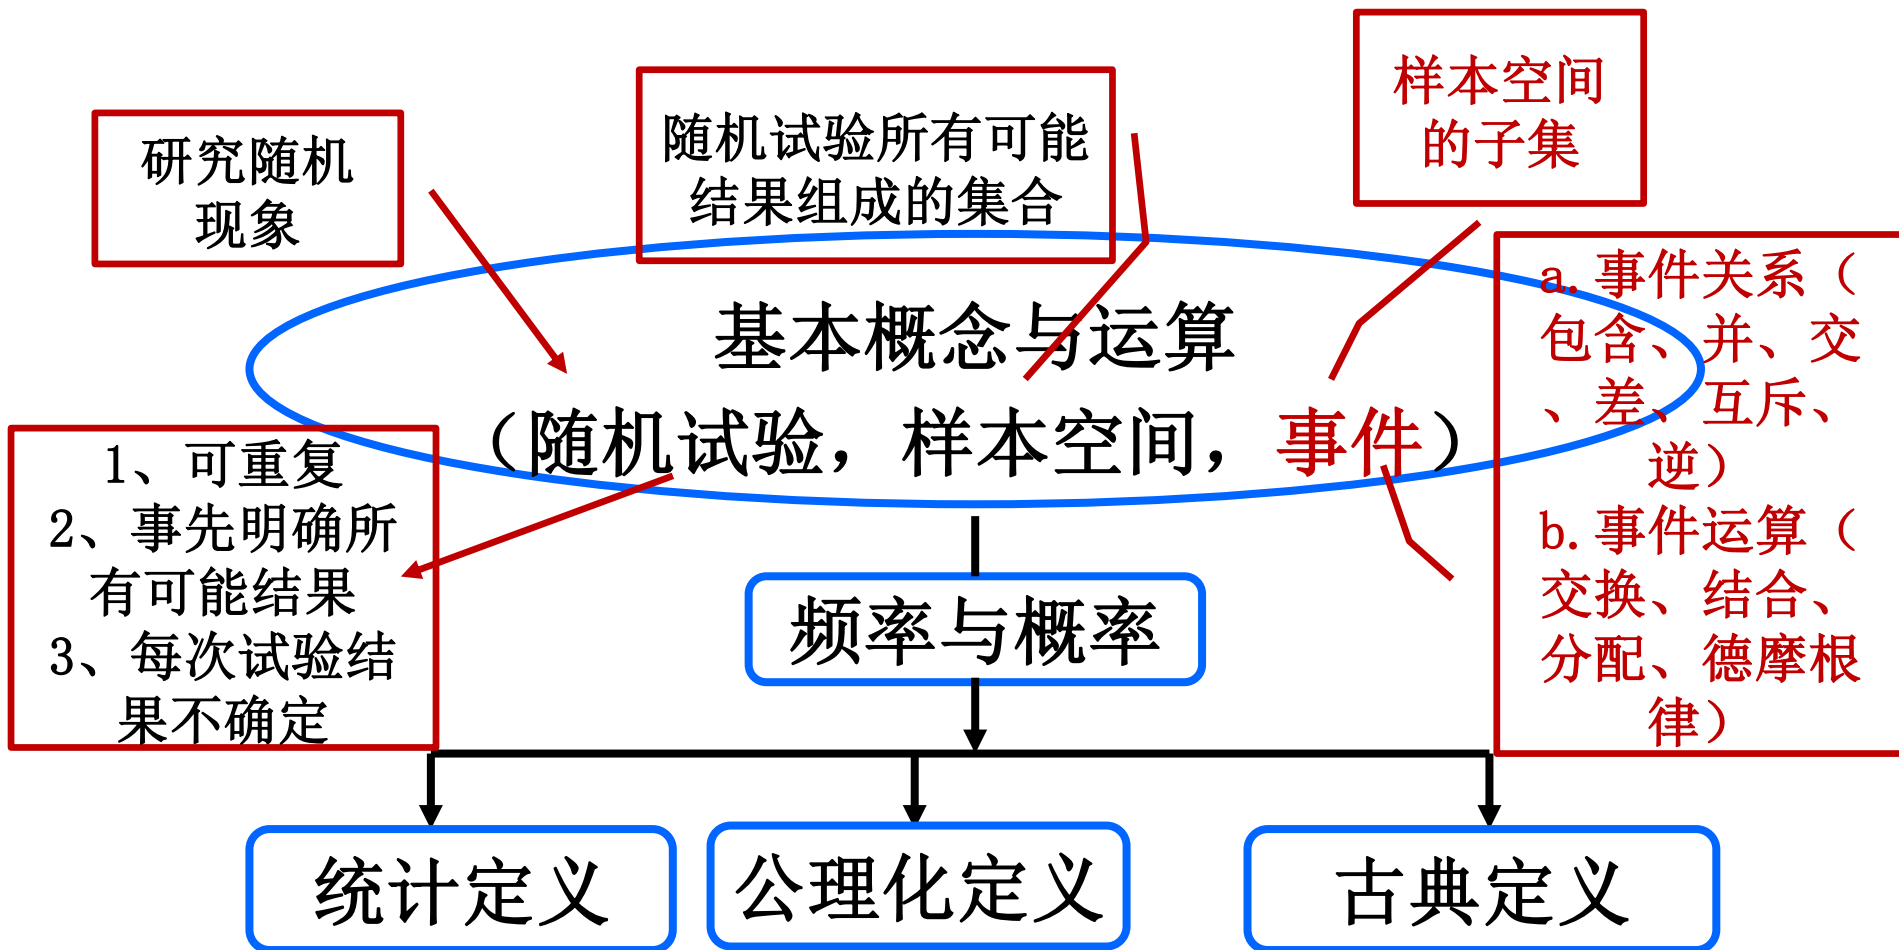 研究随机
现象
随机试验所有可能
结果组成的集合
样本空间
的子集
基本概念与运算
（随机试验，样本空间，事件）
1、可重复
2、事先明确所
有可能结果
3、每次试验结
果不确定
a.事件关系（
包含、并、交
、差、互斥、
逆）
b.事件运算（
交换、结合、
分配、德摩根
律）
频率与概率
统计定义
公理化定义
古典定义